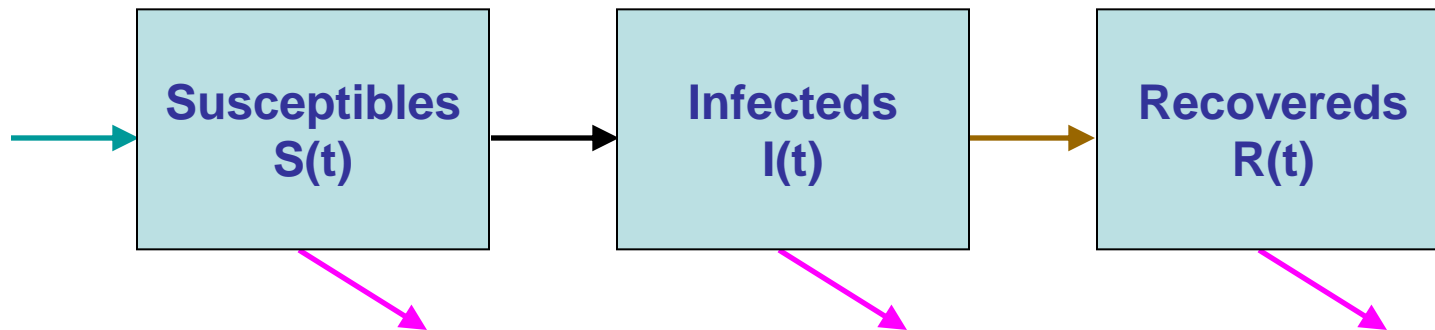 Susceptibles
S(t)
Infecteds
I(t)
Recovereds
R(t)